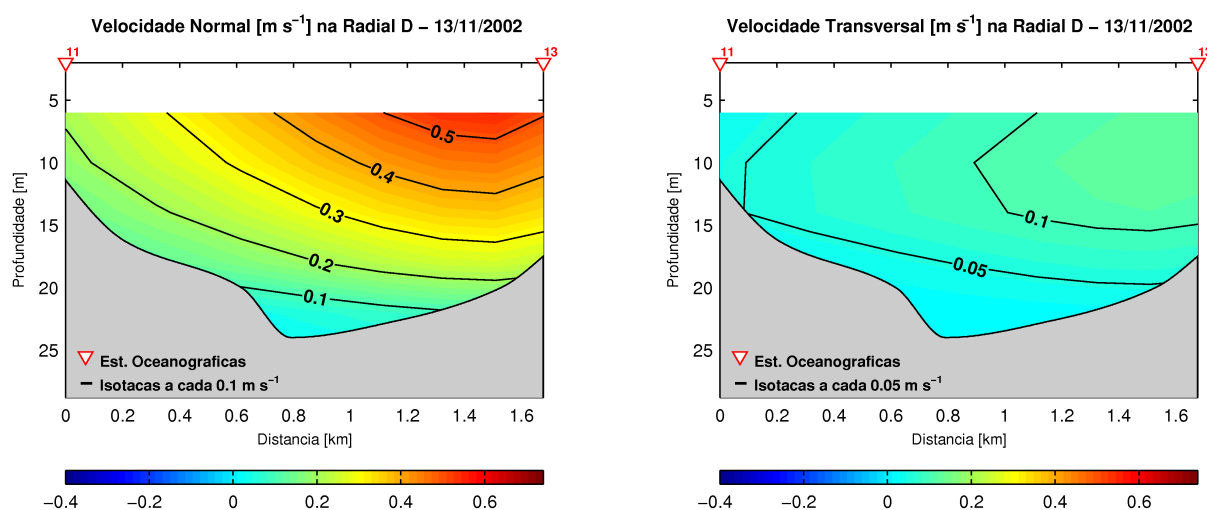 Velocidade Normal [m s⁻¹] na Radial D – 13/11/2002
11
13
5
10
15
20
25
Profundidade [m]
0.5
0.4
0.3
0.2
0.1
Est. Oceanograficas
Isotacas a cada 0.1 m s⁻¹
0 0.2 0.4 0.6 0.8 1 1.2 1.4 1.6
Distancia [km]
−0.4 −0.2 0 0.2 0.4 0.6
Velocidade Transversal [m s⁻¹] na Radial D – 13/11/2002
11
13
5
10
15
20
25
Profundidade [m]
0.1
0.05
Est. Oceanograficas
Isotacas a cada 0.05 m s⁻¹
0 0.2 0.4 0.6 0.8 1 1.2 1.4 1.6
Distancia [km]
−0.4 −0.2 0 0.2 0.4 0.6